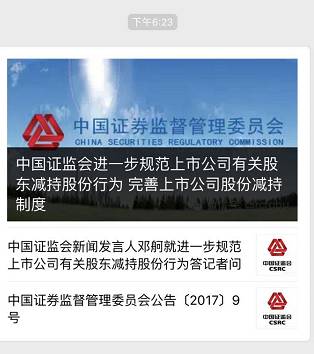 下午6:23
中国证券监督管理委员会
CHINA SECURITIES REGULATORY COMMISSION
中国证监会进一步规范上市公司有关股
东减持股份行为 完善上市公司股份减持
制度
中国证监会新闻发言人邓舸就进一步规范
上市公司有关股东减持股份行为答记者问
中国证监会
CSRC
中国证券监督管理委员会公告〔2017〕9
号
中国证监会
CSRC